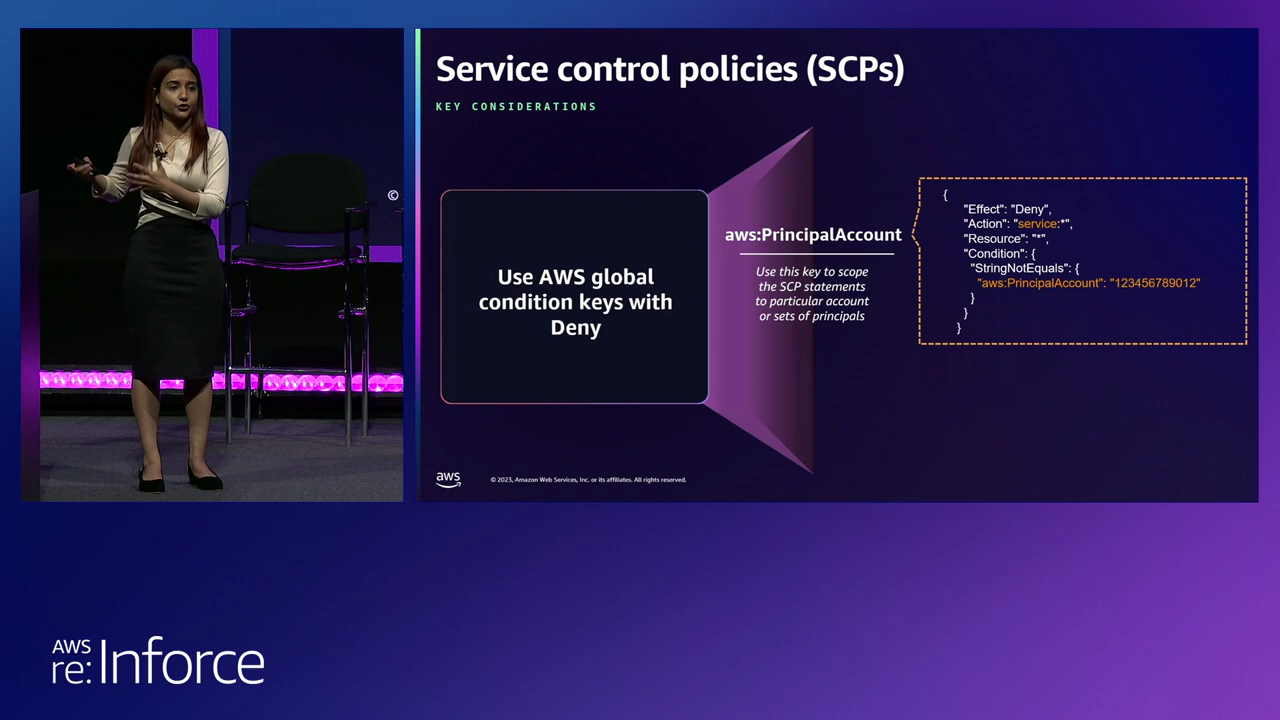 Service control policies (SCPs)
KEY CONSIDERATIONS
Use AWS global
condition keys with
Deny
aws:PrincipalAccount
Use this key to scope
the SCP statements
to particular account
or sets of principals
{
"Effect": "Deny",
"Action": "service:*",
"Resource": "*",
"Condition": {
"StringNotEquals": {
"aws:PrincipalAccount": "123456789012"
}
}
}
aws
© 2023, Amazon Web Services, Inc. or its affiliates. All rights reserved.
©
AWS
re:Inforce